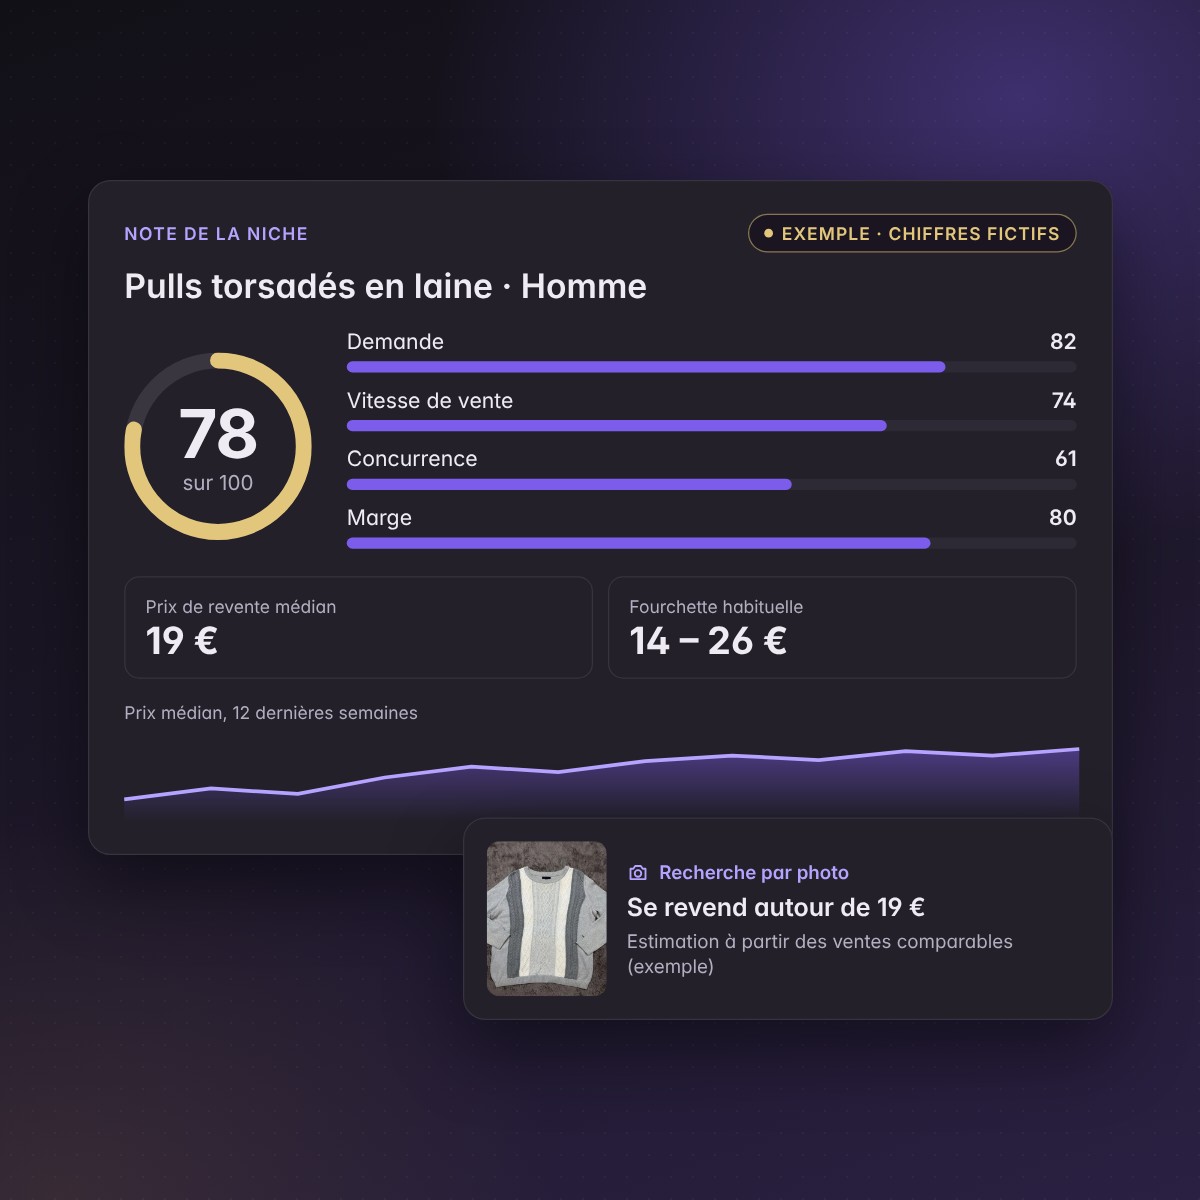 NOTE DE LA NICHE
EXEMPLE · CHIFFRES FICTIFS
Pulls torsadés en laine · Homme
78
sur 100
Demande 82
Vitesse de vente 74
Concurrence 61
Marge 80
Prix de revente médian
19 €
Fourchette habituelle
14 – 26 €
Prix médian, 12 dernières semaines
Recherche par photo
Se revend autour de 19 €
Estimation à partir des ventes comparables
(exemple)